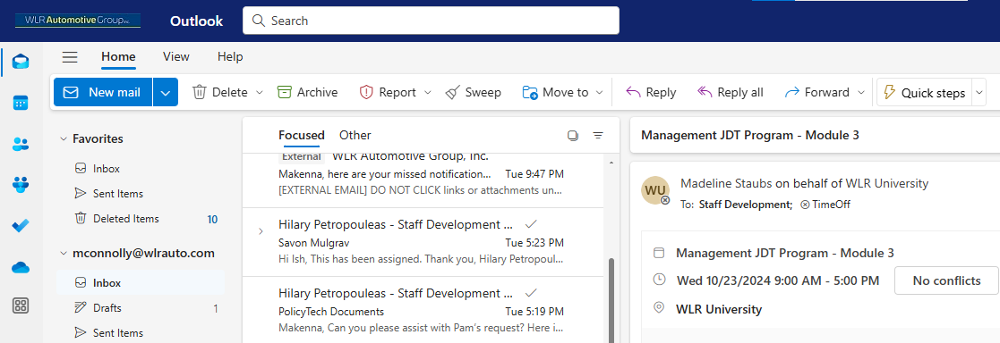 WLR AutomotiveGroup INC.
Outlook
Search
Home View Help
New mail
Delete
Archive
Report
Sweep
Move to
Reply
Reply all
Forward
Quick steps
Favorites
Inbox
Sent Items
Deleted Items 10
mconnolly@wlrauto.com
Inbox
Drafts 1
Sent Items
Focused Other
External WLR Automotive Group, Inc.
Makenna, here are your missed notification... Tue 9:47 PM
[EXTERNAL EMAIL] DO NOT CLICK links or attachments un...
Hilary Petropouleas - Staff Development ...
Savon Mulgrav Tue 5:23 PM
Hi Ish, This has been assigned. Thank you, Hilary Petropoul...
Hilary Petropouleas - Staff Development ...
PolicyTech Documents Tue 5:19 PM
Makenna, Can you please assist with Pam's request? Here i...
Management JDT Program - Module 3
WU
Madeline Staubs on behalf of WLR University
To: Staff Development; TimeOff
Management JDT Program - Module 3
Wed 10/23/2024 9:00 AM - 5:00 PM
No conflicts
WLR University